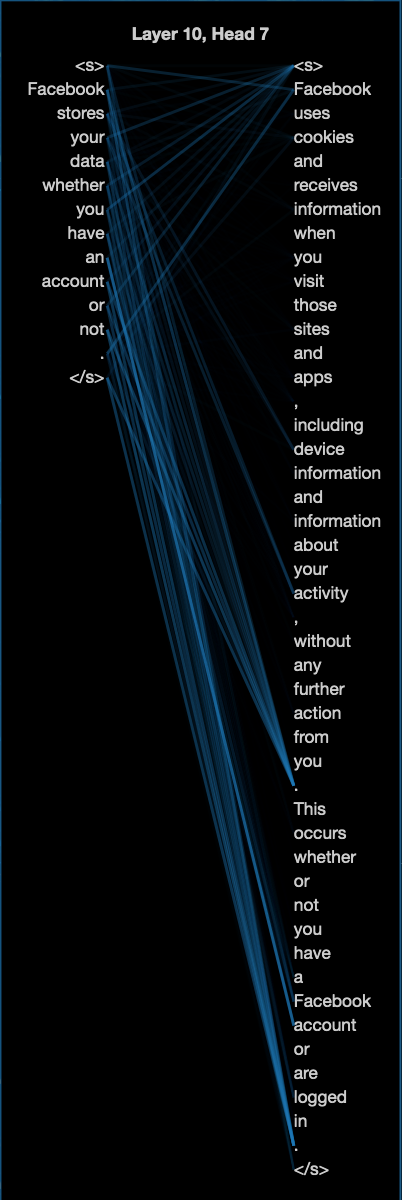 Layer 10, Head 7
<s> <s>
Facebook Facebook
stores uses
your cookies
data and
whether receives
you information
have when
an you
account visit
or those
not sites
. and
</s> apps
,
including
device
information
and
information
about
your
activity
,
without
any
further
action
from
you
.
This
occurs
whether
or
not
you
have
a
Facebook
account
or
are
logged
in
.
</s>